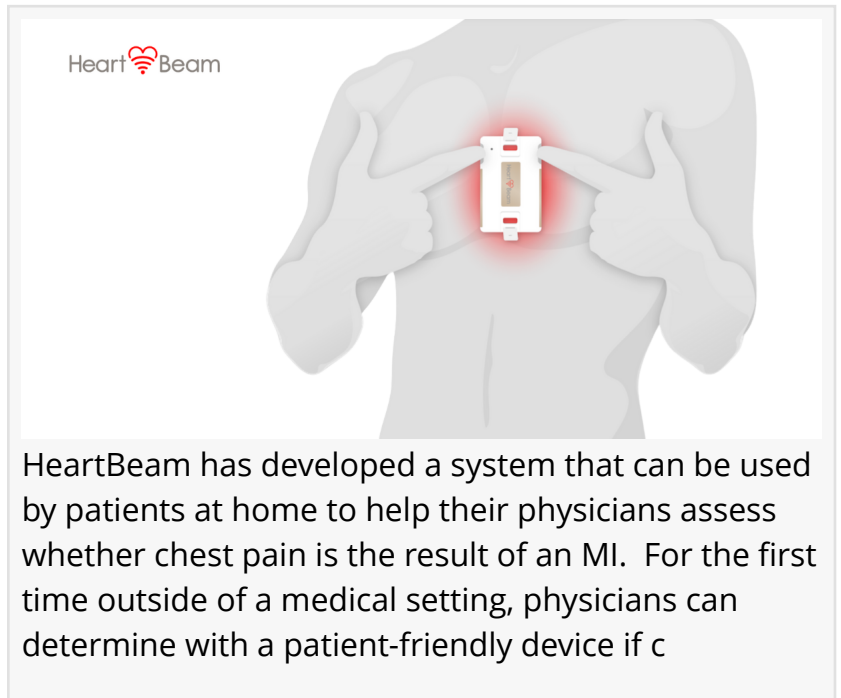 HeartBeam
HeartBeam
HeartBeam has developed a system that can be used
by patients at home to help their physicians assess
whether chest pain is the result of an MI.  For the first
time outside of a medical setting, physicians can
determine with a patient-friendly device if c